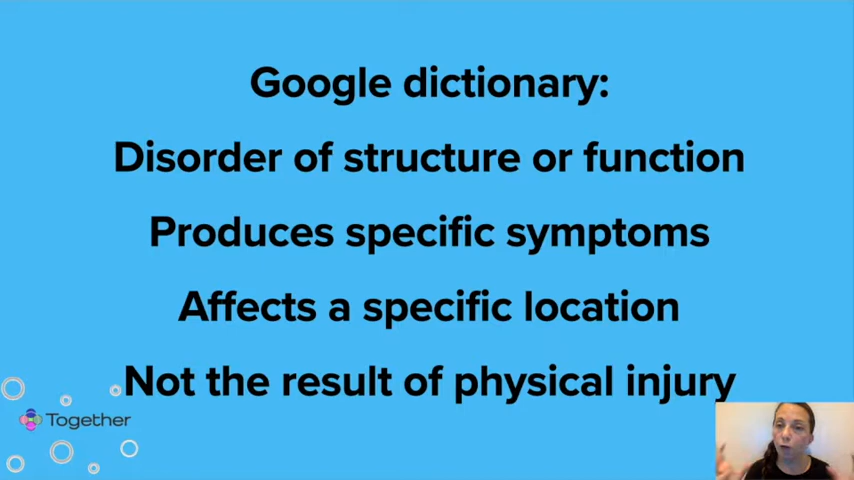 Google dictionary:
Disorder of structure or function
Produces specific symptoms
Affects a specific location
Not the result of physical injury
Together